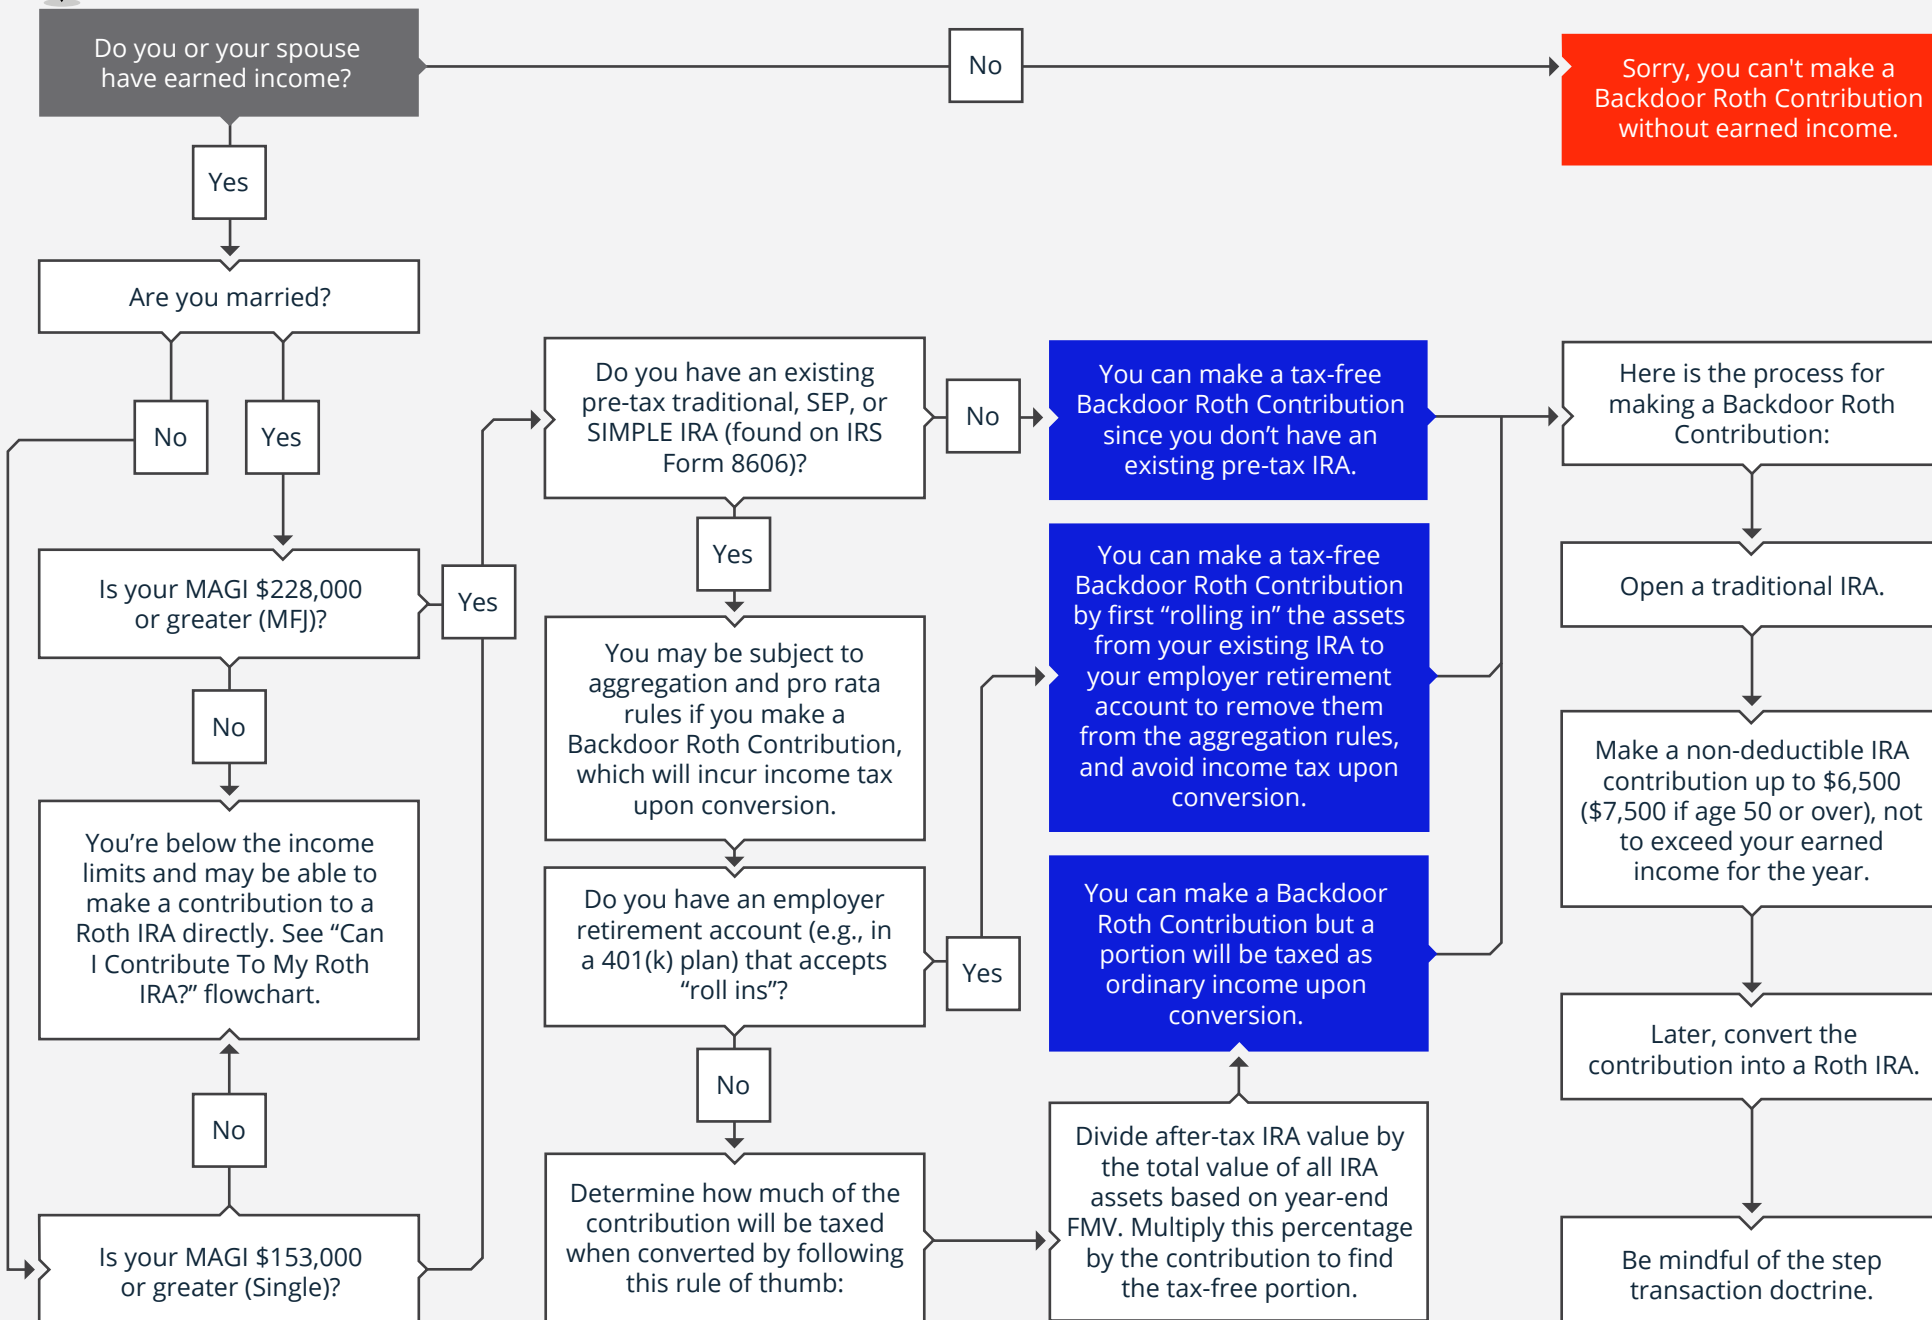 Do you or your spouse
have earned income?
No
Sorry, you can't make a
Backdoor Roth Contribution
without earned income.
Yes
Are you married?
No
Yes
Is your MAGI $228,000
or greater (MFJ)?
Yes
No
You’re below the income
limits and may be able to
make a contribution to a
Roth IRA directly. See “Can
I Contribute To My Roth
IRA?” flowchart.
No
Is your MAGI $153,000
or greater (Single)?
Do you have an existing
pre-tax traditional, SEP, or
SIMPLE IRA (found on IRS
Form 8606)?
No
Yes
You may be subject to
aggregation and pro rata
rules if you make a
Backdoor Roth Contribution,
which will incur income tax
upon conversion.
Do you have an employer
retirement account (e.g., in
a 401(k) plan) that accepts
“roll ins”?
Yes
No
Determine how much of the
contribution will be taxed
when converted by following
this rule of thumb:
You can make a tax-free
Backdoor Roth Contribution
since you don’t have an
existing pre-tax IRA.
You can make a tax-free
Backdoor Roth Contribution
by first “rolling in” the assets
from your existing IRA to
your employer retirement
account to remove them
from the aggregation rules,
and avoid income tax upon
conversion.
You can make a Backdoor
Roth Contribution but a
portion will be taxed as
ordinary income upon
conversion.
Divide after-tax IRA value by
the total value of all IRA
assets based on year-end
FMV. Multiply this percentage
by the contribution to find
the tax-free portion.
Here is the process for
making a Backdoor Roth
Contribution:
Open a traditional IRA.
Make a non-deductible IRA
contribution up to $6,500
($7,500 if age 50 or over), not
to exceed your earned
income for the year.
Later, convert the
contribution into a Roth IRA.
Be mindful of the step
transaction doctrine.